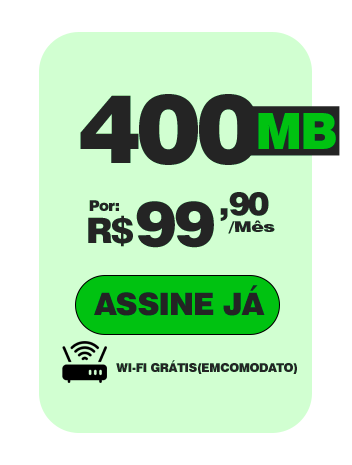 400 MB
Por:
R$99,90
/Mês
ASSINE JÁ
WI-FI GRÁTIS(EMCOMODATO)